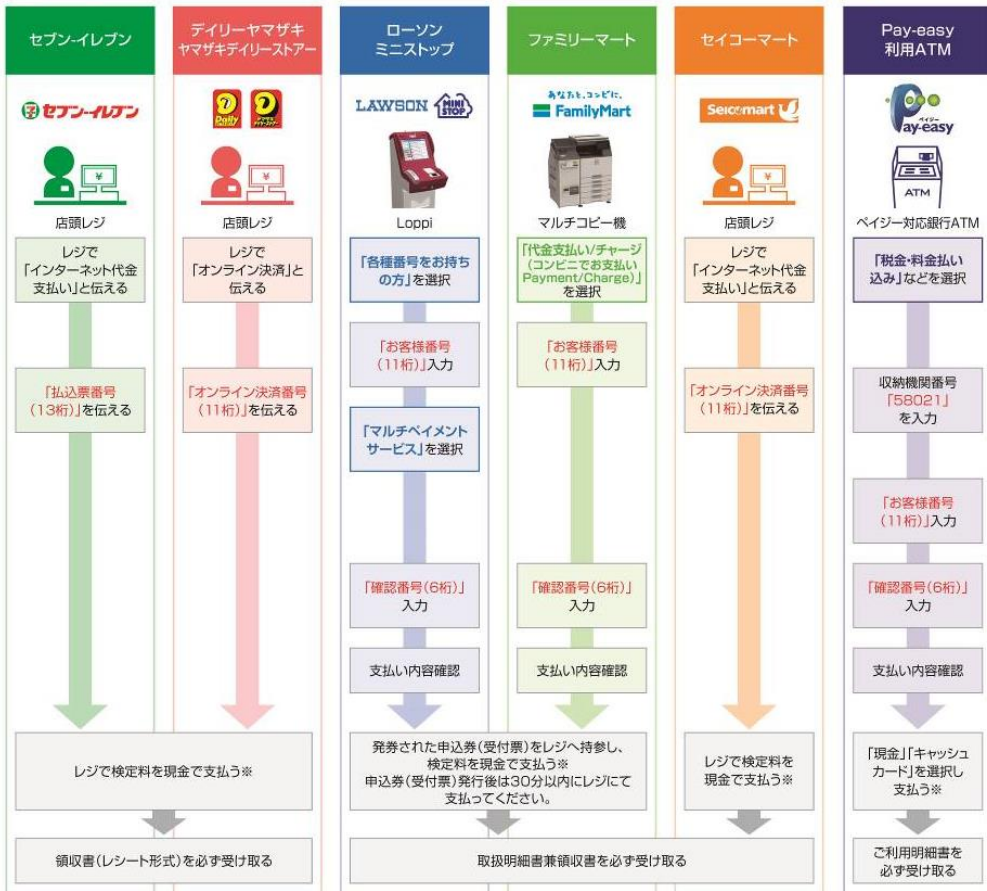 セブン-イレブン
デイリーヤマザキ
ヤマザキデイリーストアー
ローソン
ミニストップ
ファミリーマート
セイコーマート
Pay-easy
利用ATM
セブン-イレブン
Daily
LAWSON
MINI
STOP
あなたと、コンビに、
FamilyMart
Seicomart
ペイジー
Pay-easy
¥
¥
¥
ATM
店頭レジ
店頭レジ
Loppi
マルチコピー機
店頭レジ
ペイジー対応銀行ATM
レジで
「インターネット代金
支払い」と伝える
「払込票番号
(13桁)」を伝える
レジで
「オンライン決済」と
伝える
「オンライン決済番号
(11桁)」を伝える
レジで検定料を現金で支払う※
領収書(レシート形式)を必ず受け取る
「各種番号をお持ち
の方」を選択
「お客様番号
(11桁)」入力
「マルチペイメント
サービス」を選択
「確認番号(6桁)」
入力
支払い内容確認
「代金支払い/チャージ
(コンビニでお支払い
Payment/Charge)」
を選択
「お客様番号
(11桁)」入力
「確認番号(6桁)」
入力
支払い内容確認
発券された申込券(受付票)をレジへ持参し、
検定料を現金で支払う※
申込券(受付票)発行後は30分以内にレジにて
支払ってください。
レジで
「インターネット代金
支払い」と伝える
「オンライン決済番号
(11桁)」を伝える
レジで検定料を
現金で支払う※
取扱明細書兼領収書を必ず受け取る
「税金・料金払い
込み」などを選択
収納機関番号
「58021」
を入力
「お客様番号
(11桁)」入力
「確認番号(6桁)」
入力
支払い内容確認
「現金」「キャッシュ
カード」を選択し
支払う※
ご利用明細書を
必ず受け取る